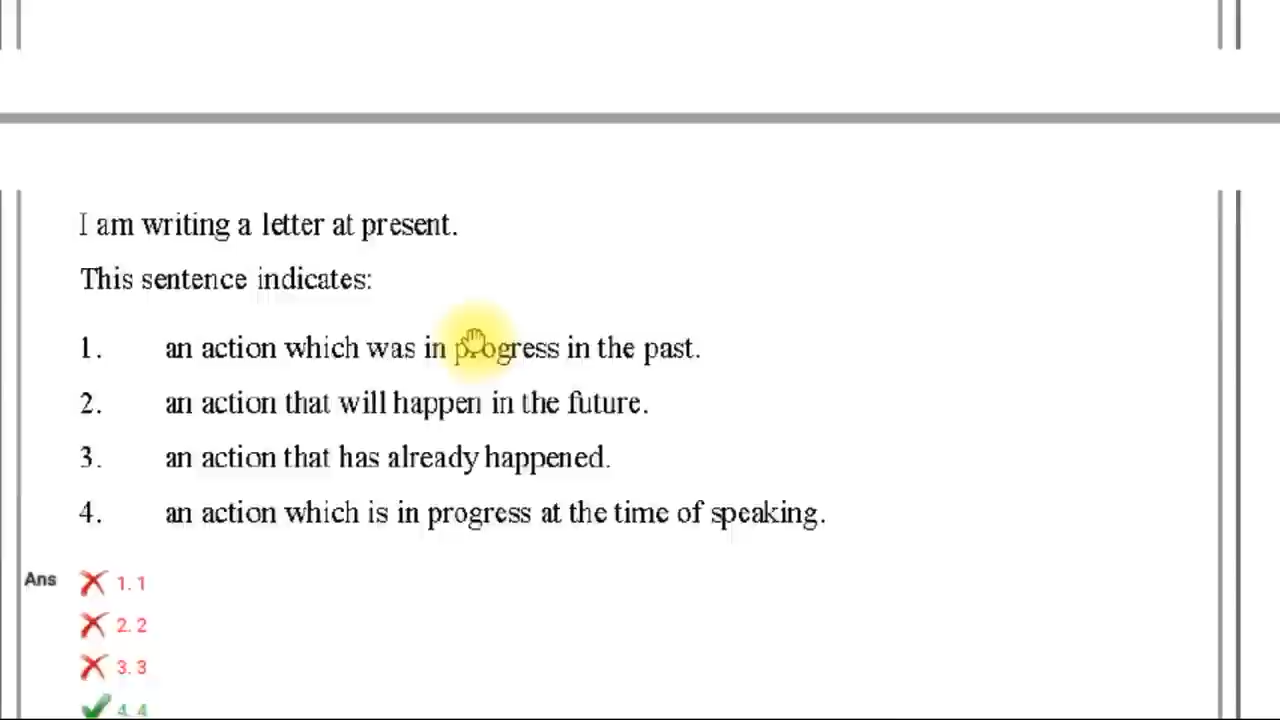 I am writing a letter at present.
This sentence indicates:
1. an action which was in progress in the past.
2. an action that will happen in the future.
3. an action that has already happened.
4. an action which is in progress at the time of speaking.
Ans 1. 1
2. 2
3. 3
4. 4